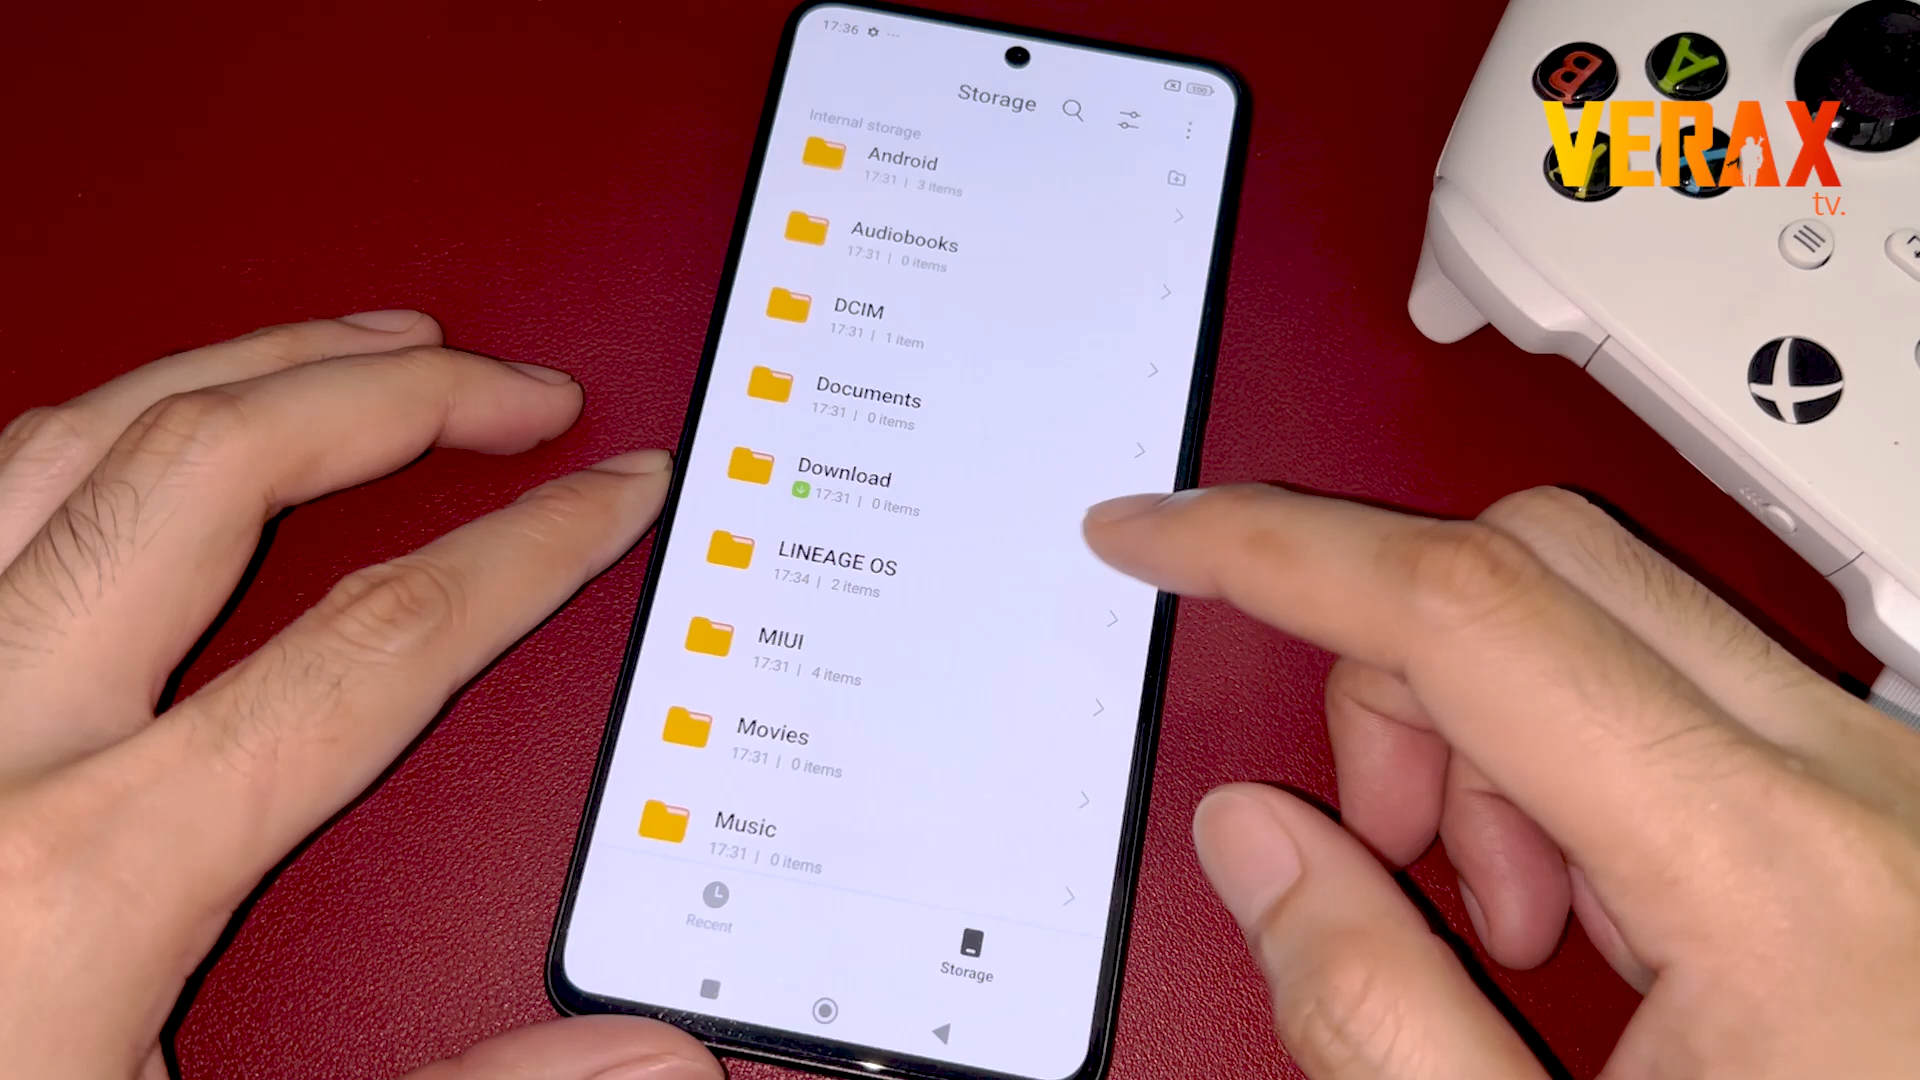 17:36
100
Storage
Internal storage
Android
17:31 | 3 items
Audiobooks
17:31 | 0 items
DCIM
17:31 | 1 item
Documents
17:31 | 0 items
Download
17:31 | 0 items
LINEAGE OS
17:34 | 2 items
MIUI
17:31 | 4 items
Movies
17:31 | 0 items
Music
17:31 | 0 items
Recent
Storage
B
A
Y
VERAX
tv.